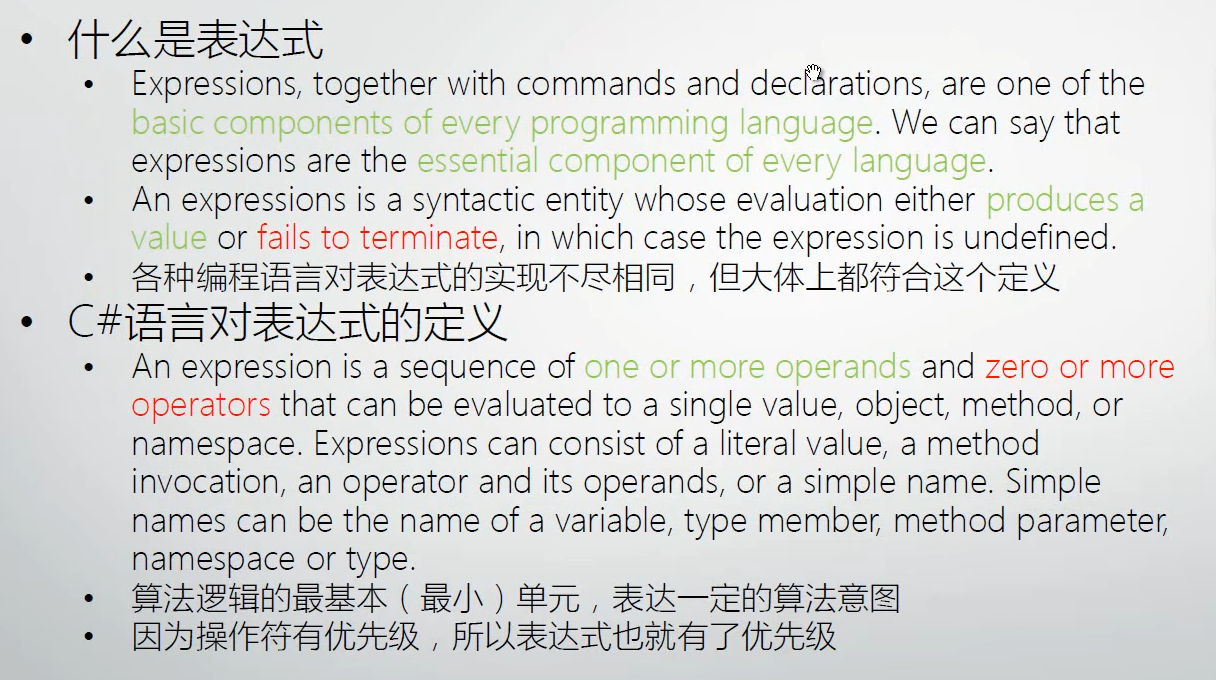 • 什么是表达式
• Expressions, together with commands and declarations, are one of the
basic components of every programming language. We can say that
expressions are the essential component of every language.
• An expressions is a syntactic entity whose evaluation either produces a
value or fails to terminate, in which case the expression is undefined.
• 各种编程语言对表达式的实现不尽相同，但大体上都符合这个定义
• C#语言对表达式的定义
• An expression is a sequence of one or more operands and zero or more
operators that can be evaluated to a single value, object, method, or
namespace. Expressions can consist of a literal value, a method
invocation, an operator and its operands, or a simple name. Simple
names can be the name of a variable, type member, method parameter,
namespace or type.
• 算法逻辑的最基本（最小）单元，表达一定的算法意图
• 因为操作符有优先级，所以表达式也就有了优先级